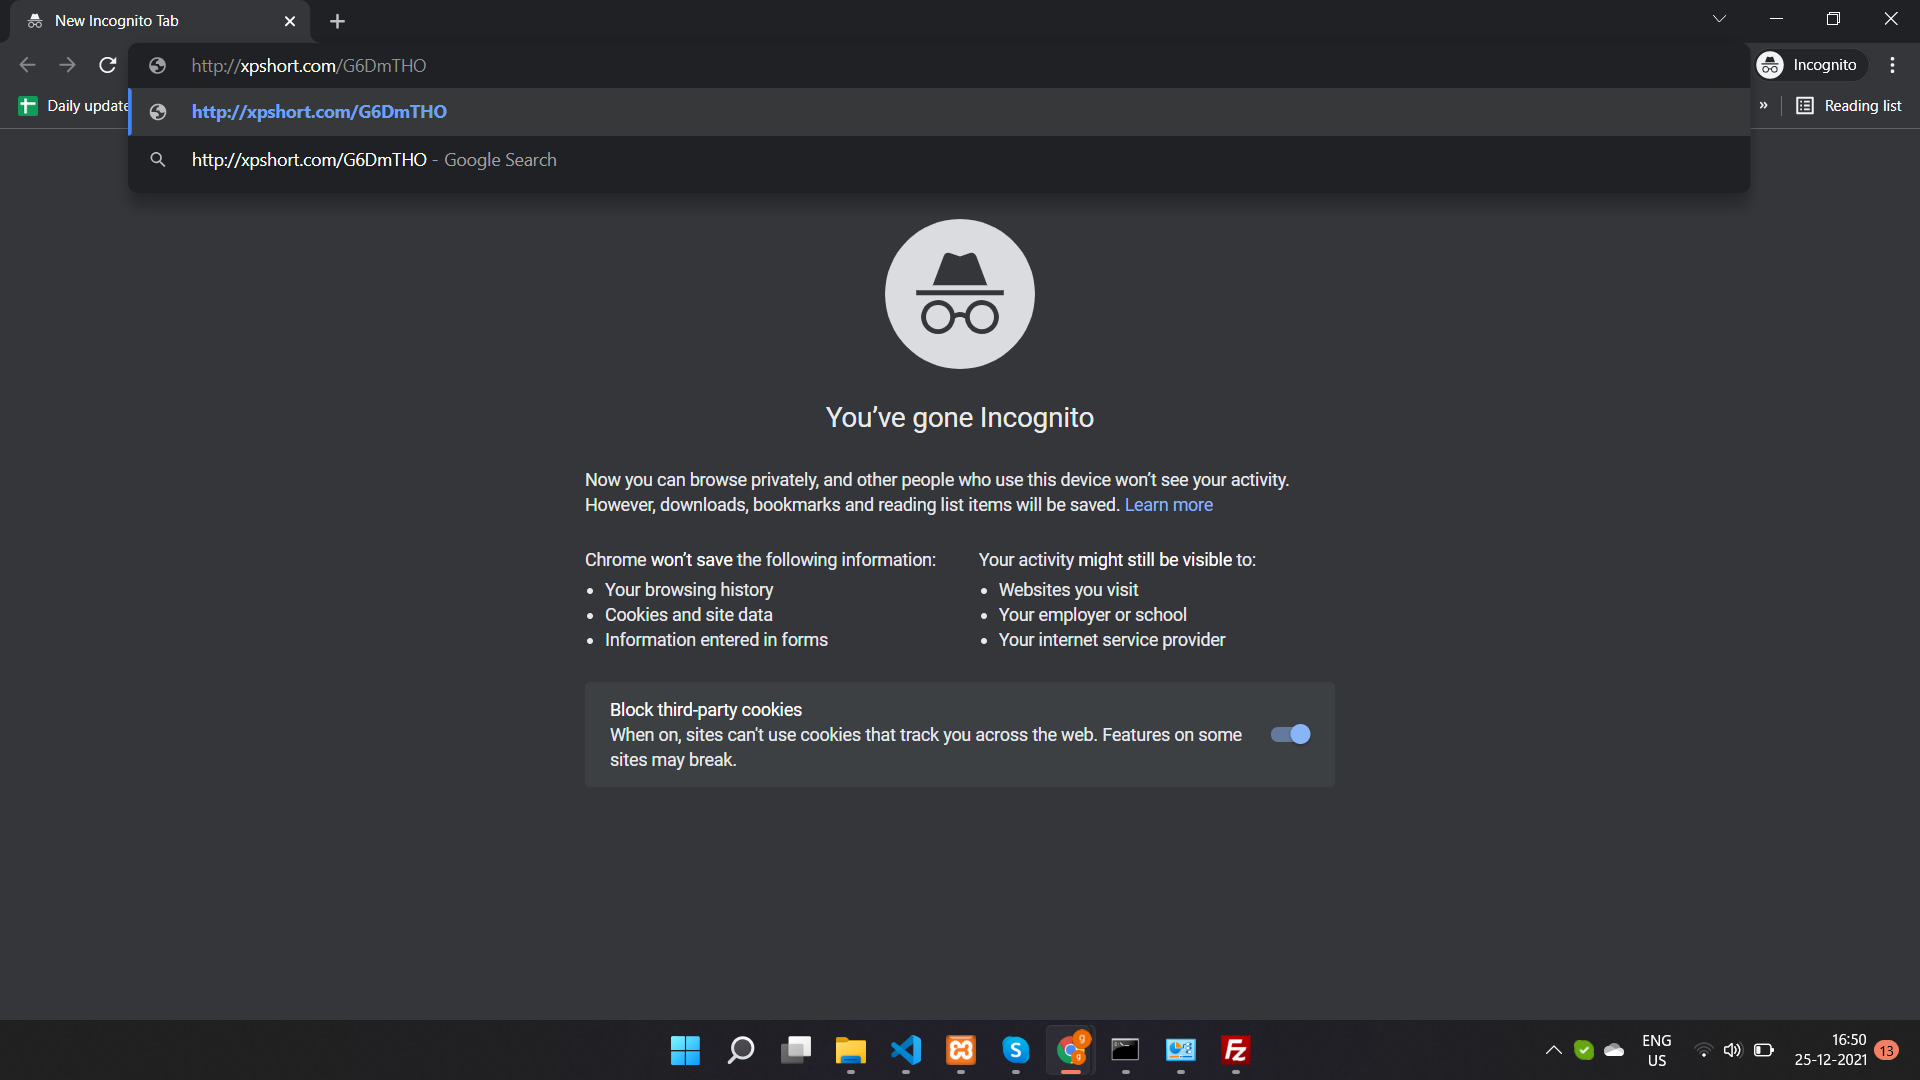 New Incognito Tab
http://xpshort.com/G6DmTHO
Incognito
Daily update
http://xpshort.com/G6DmTHO
»
Reading list
http://xpshort.com/G6DmTHO - Google Search
You've gone Incognito
Now you can browse privately, and other people who use this device won't see your activity.
However, downloads, bookmarks and reading list items will be saved. Learn more
Chrome won't save the following information:
• Your browsing history
• Cookies and site data
• Information entered in forms
Your activity might still be visible to:
• Websites you visit
• Your employer or school
• Your internet service provider
Block third-party cookies
When on, sites can't use cookies that track you across the web. Features on some
sites may break.
S
g
g
Fz
ENG
US
16:50
25-12-2021
13